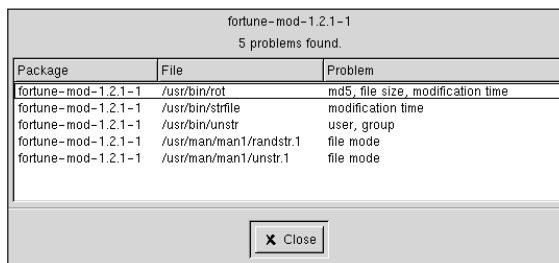 fortune-mod-1.2.1-1
5 problems found.
Package File Problem
fortune-mod-1.2.1-1 /usr/bin/rot md5, file size, modification time
fortune-mod-1.2.1-1 /usr/bin/strfile modification time
fortune-mod-1.2.1-1 /usr/bin/unstr user, group
fortune-mod-1.2.1-1 /usr/man/man1/randstr.1 file mode
fortune-mod-1.2.1-1 /usr/man/man1/unstr.1 file mode
Close